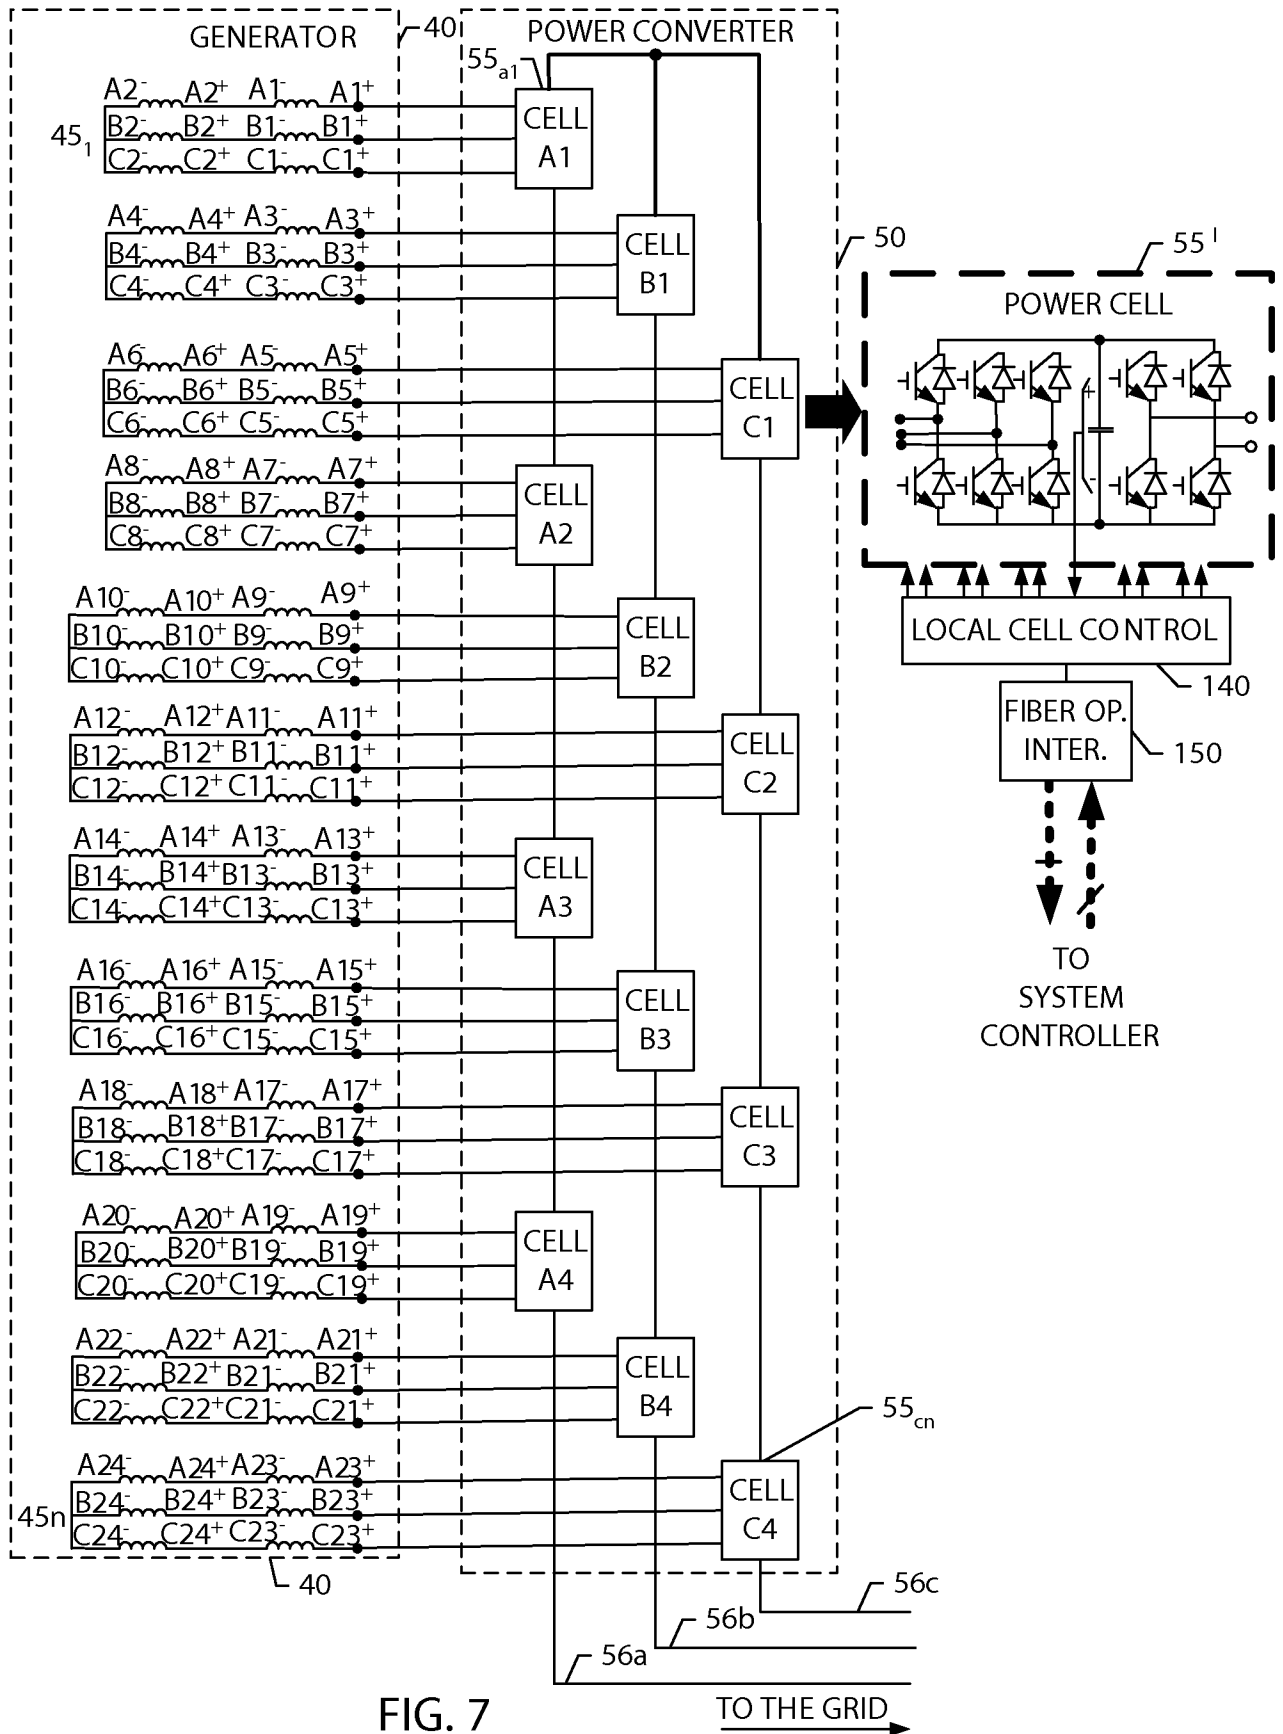 GENERATOR
40
POWER CONVERTER
55a1
A2- A2+ A1- A1+
B2- B2+ B1- B1+
C2- C2+ C1- C1+
45₁
CELL A1
A4- A4+ A3- A3+
B4- B4+ B3- B3+
C4- C4+ C3- C3+
CELL B1
A6- A6+ A5- A5+
B6- B6+ B5- B5+
C6- C6+ C5- C5+
CELL C1
A8- A8+ A7- A7+
B8- B8+ B7- B7+
C8- C8+ C7- C7+
CELL A2
A10- A10+ A9- A9+
B10- B10+ B9- B9+
C10- C10+ C9- C9+
CELL B2
A12- A12+ A11- A11+
B12- B12+ B11- B11+
C12- C12+ C11- C11+
CELL C2
A14- A14+ A13- A13+
B14- B14+ B13- B13+
C14- C14+ C13- C13+
CELL A3
A16- A16+ A15- A15+
B16- B16+ B15- B15+
C16- C16+ C15- C15+
CELL B3
A18- A18+ A17- A17+
B18- B18+ B17- B17+
C18- C18+ C17- C17+
CELL C3
A20- A20+ A19- A19+
B20- B20+ B19- B19+
C20- C20+ C19- C19+
CELL A4
A22- A22+ A21- A21+
B22- B22+ B21- B21+
C22- C22+ C21- C21+
CELL B4
55cn
A24- A24+ A23- A23+
B24- B24+ B23- B23+
C24- C24+ C23- C23+
45n
CELL C4
40
50
55 I
POWER CELL
+
-
LOCAL CELL CONTROL
140
FIBER OP.
INTER.
150
TO
SYSTEM
CONTROLLER
56c
56b
56a
FIG. 7
TO THE GRID